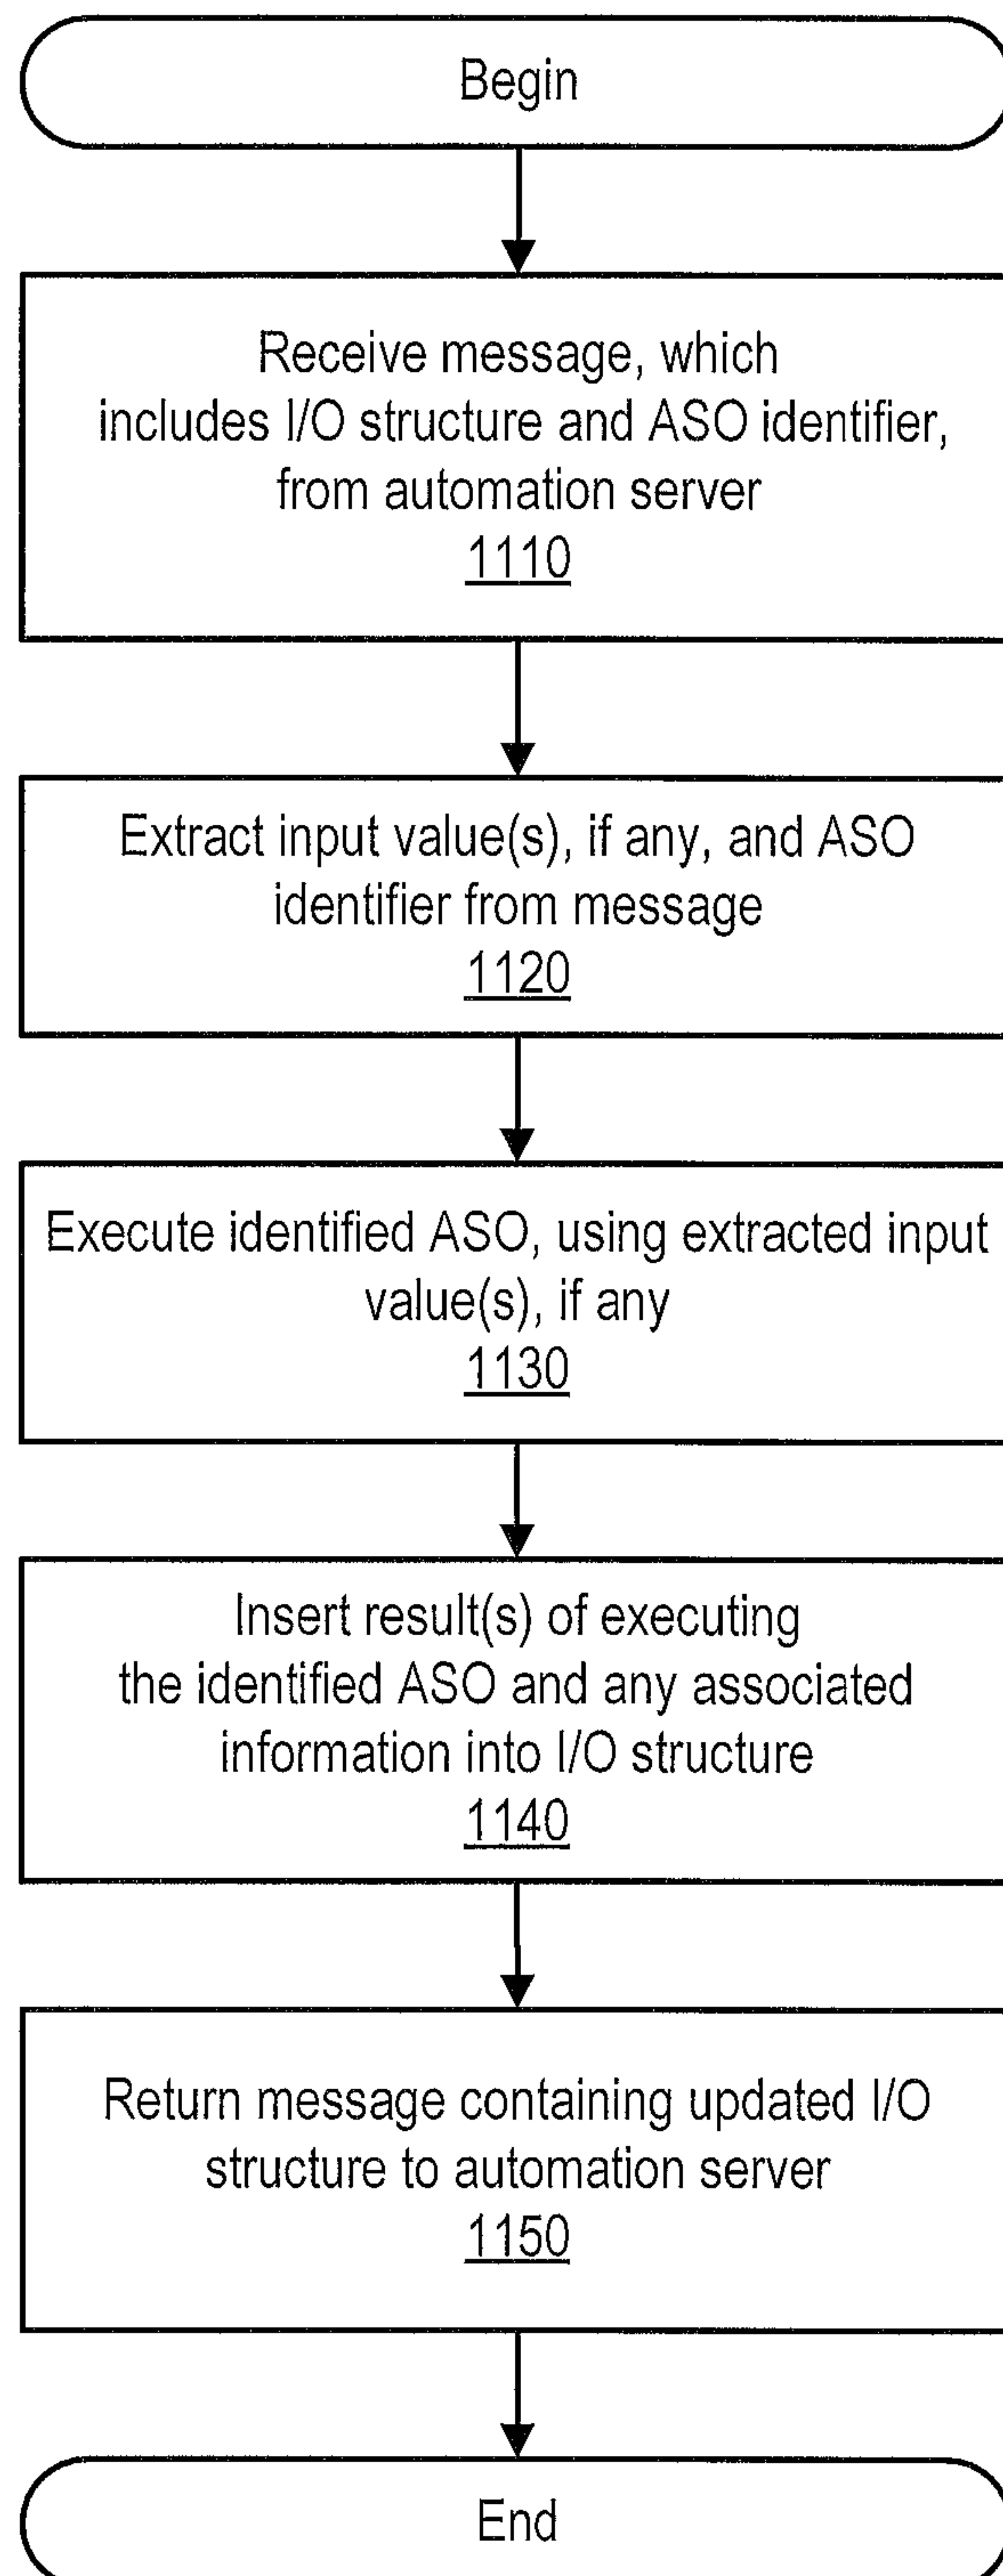 Begin
Receive message, which
includes I/O structure and ASO identifier,
from automation server
1110
Extract input value(s), if any, and ASO
identifier from message
1120
Execute identified ASO, using extracted input
value(s), if any
1130
Insert result(s) of executing
the identified ASO and any associated
information into I/O structure
1140
Return message containing updated I/O
structure to automation server
1150
End